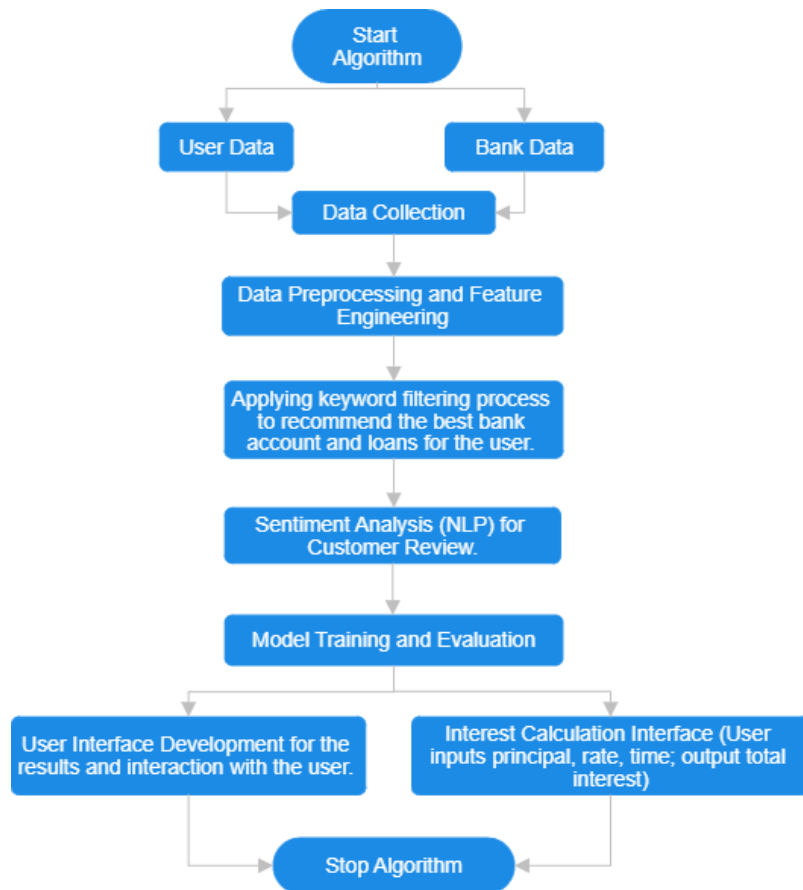 Start
Algorithm
User Data
Bank Data
Data Collection
Data Preprocessing and Feature
Engineering
Applying keyword filtering process
to recommend the best bank
account and loans for the user.
Sentiment Analysis (NLP) for
Customer Review.
Model Training and Evaluation
User Interface Development for the
results and interaction with the user.
Interest Calculation Interface (User
inputs principal, rate, time; output total
interest)
Stop Algorithm